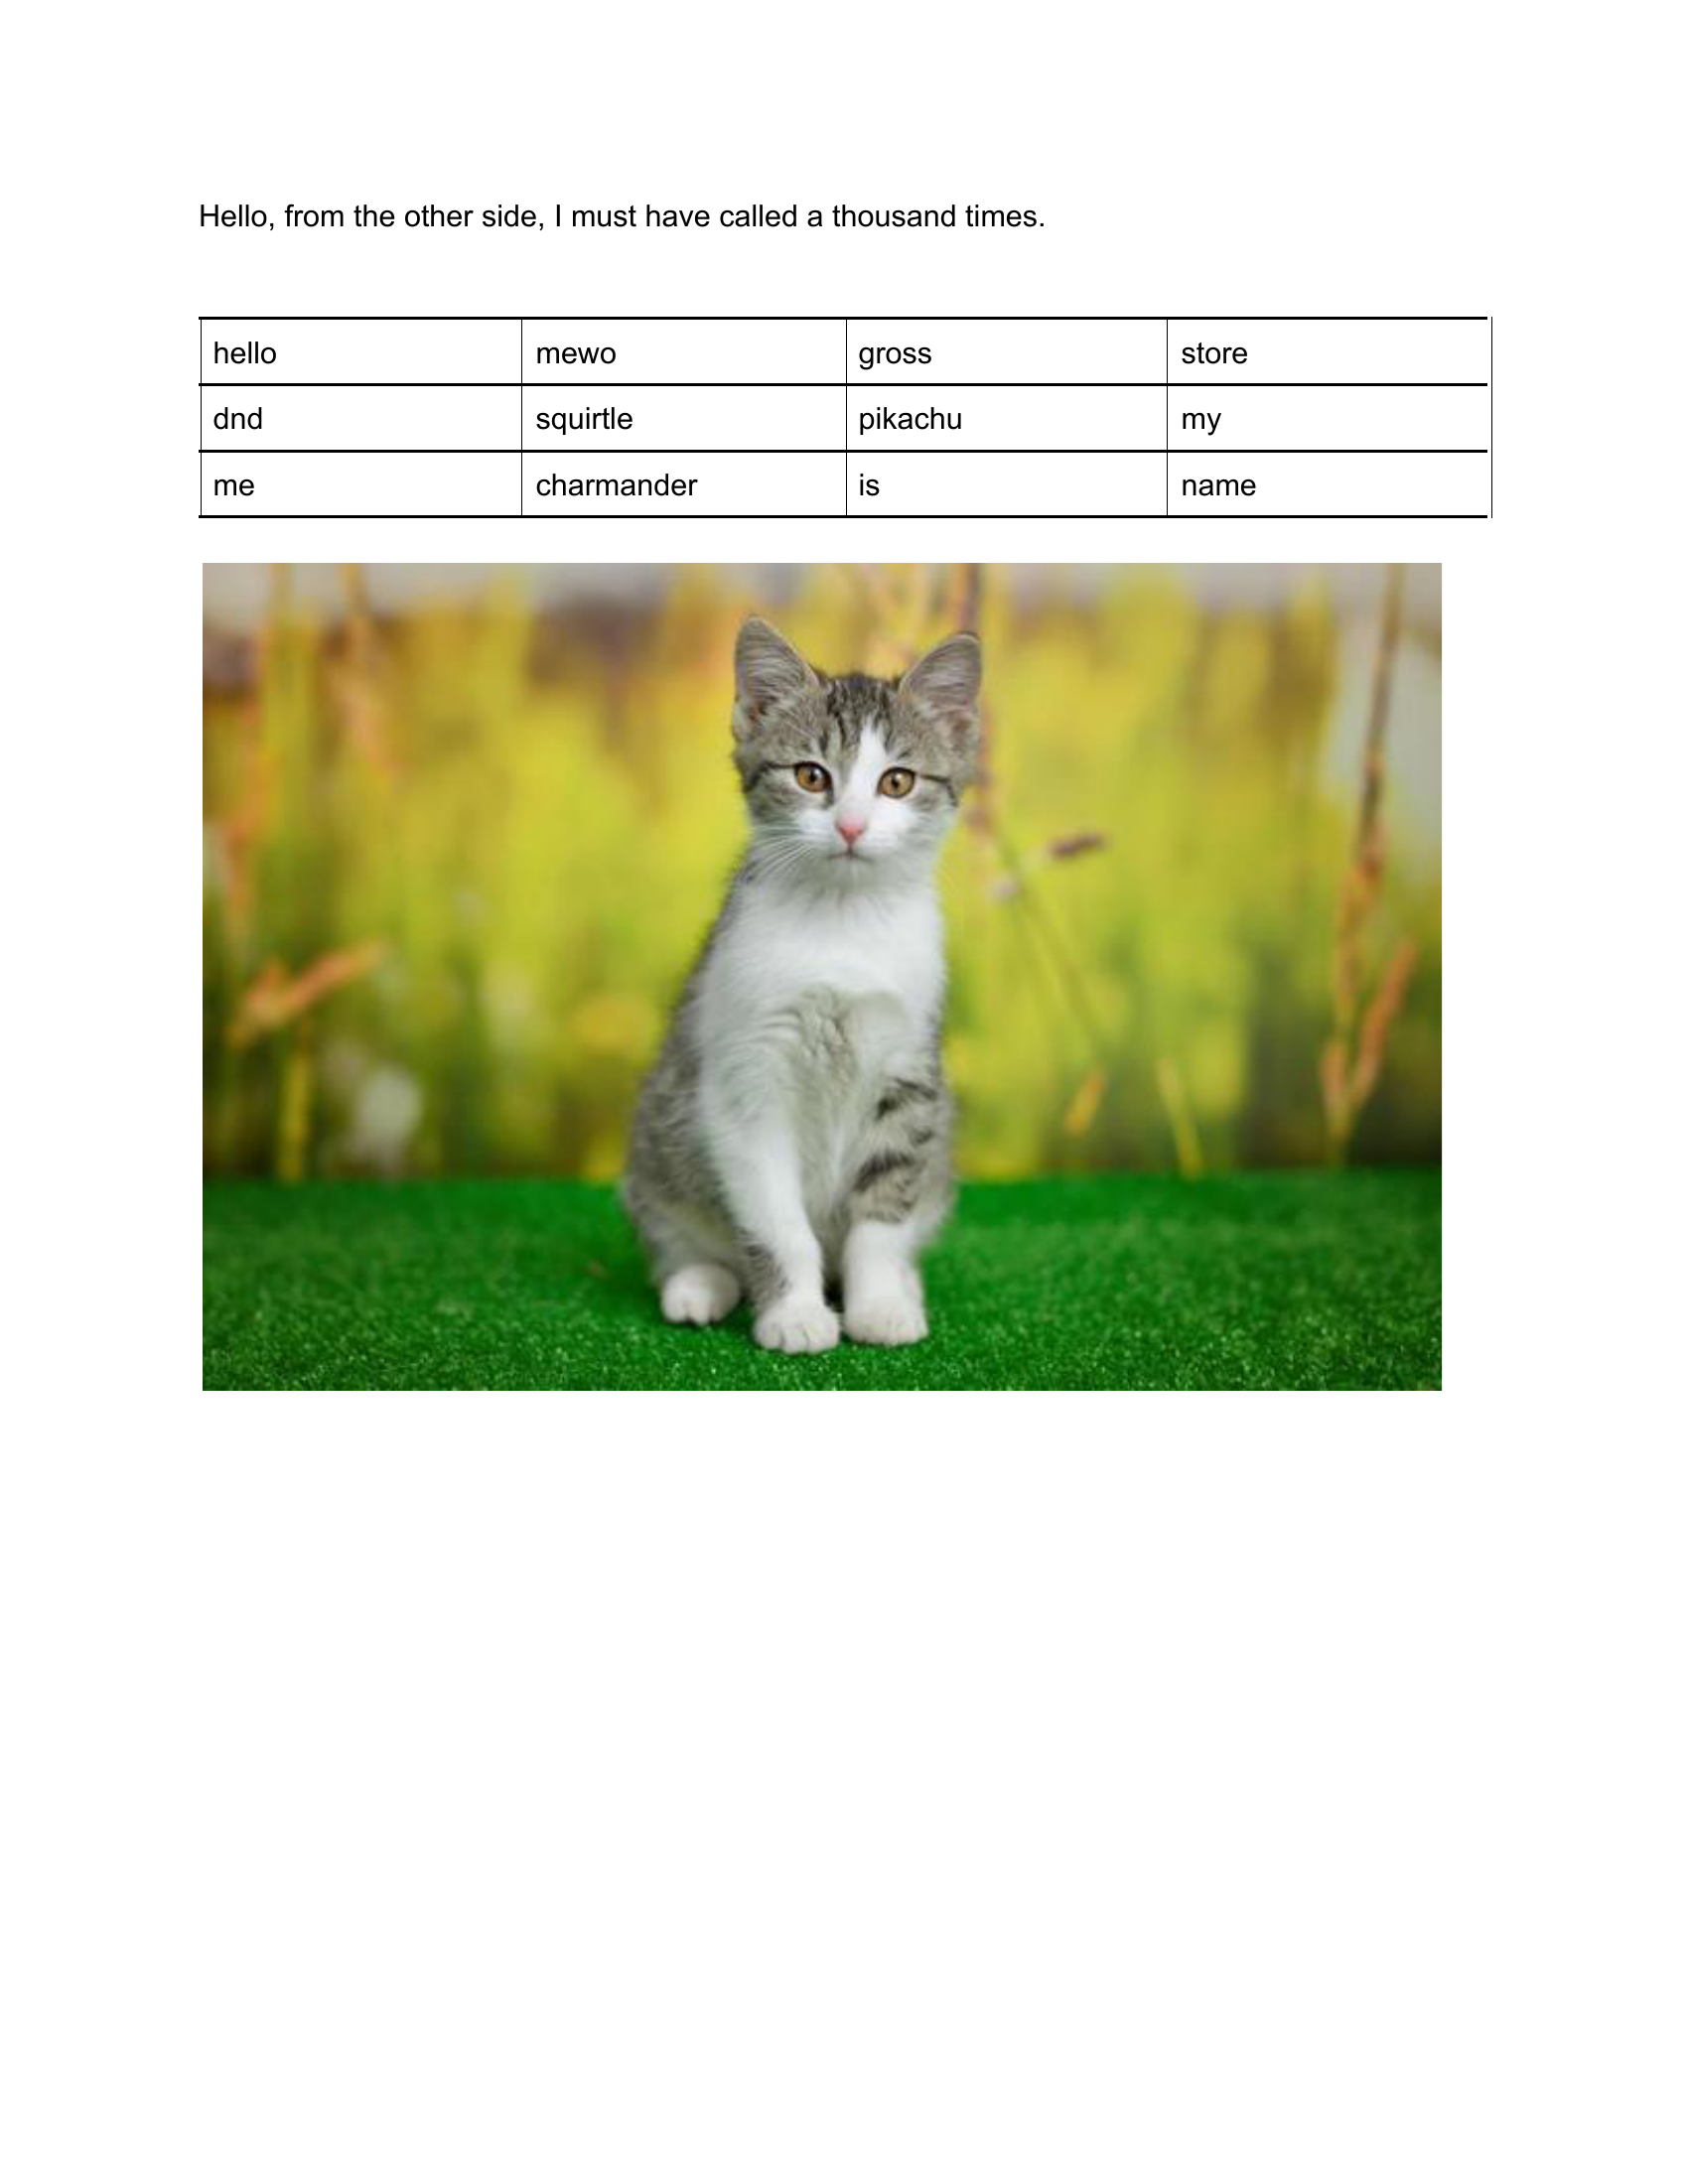 Hello, from the other side, I must have called a thousand times.
hello mewo gross store
dnd squirtle pikachu my
me charmander is name